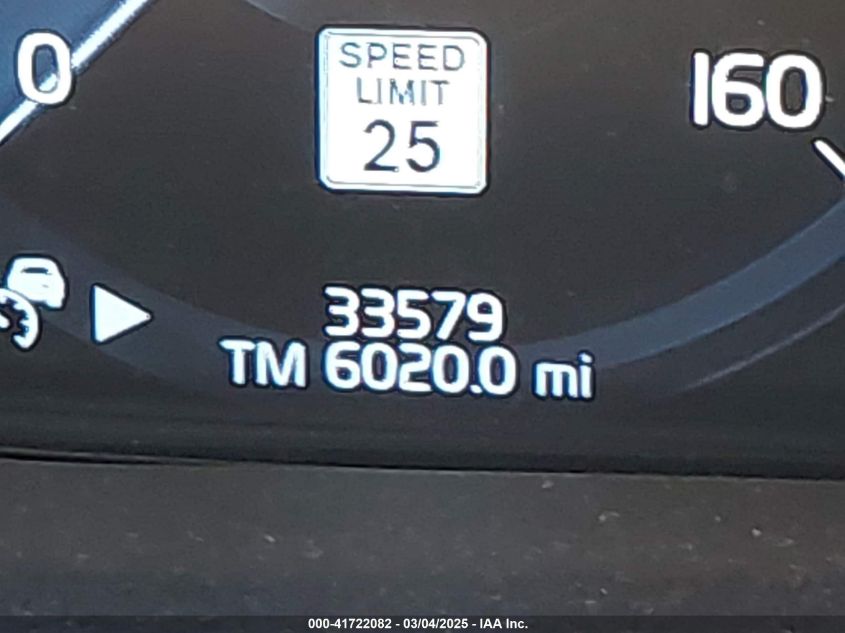 0
SPEED
LIMIT
25
160
33579
TM 6020.0 mi
000-41722082 - 03/04/2025 - IAA Inc.